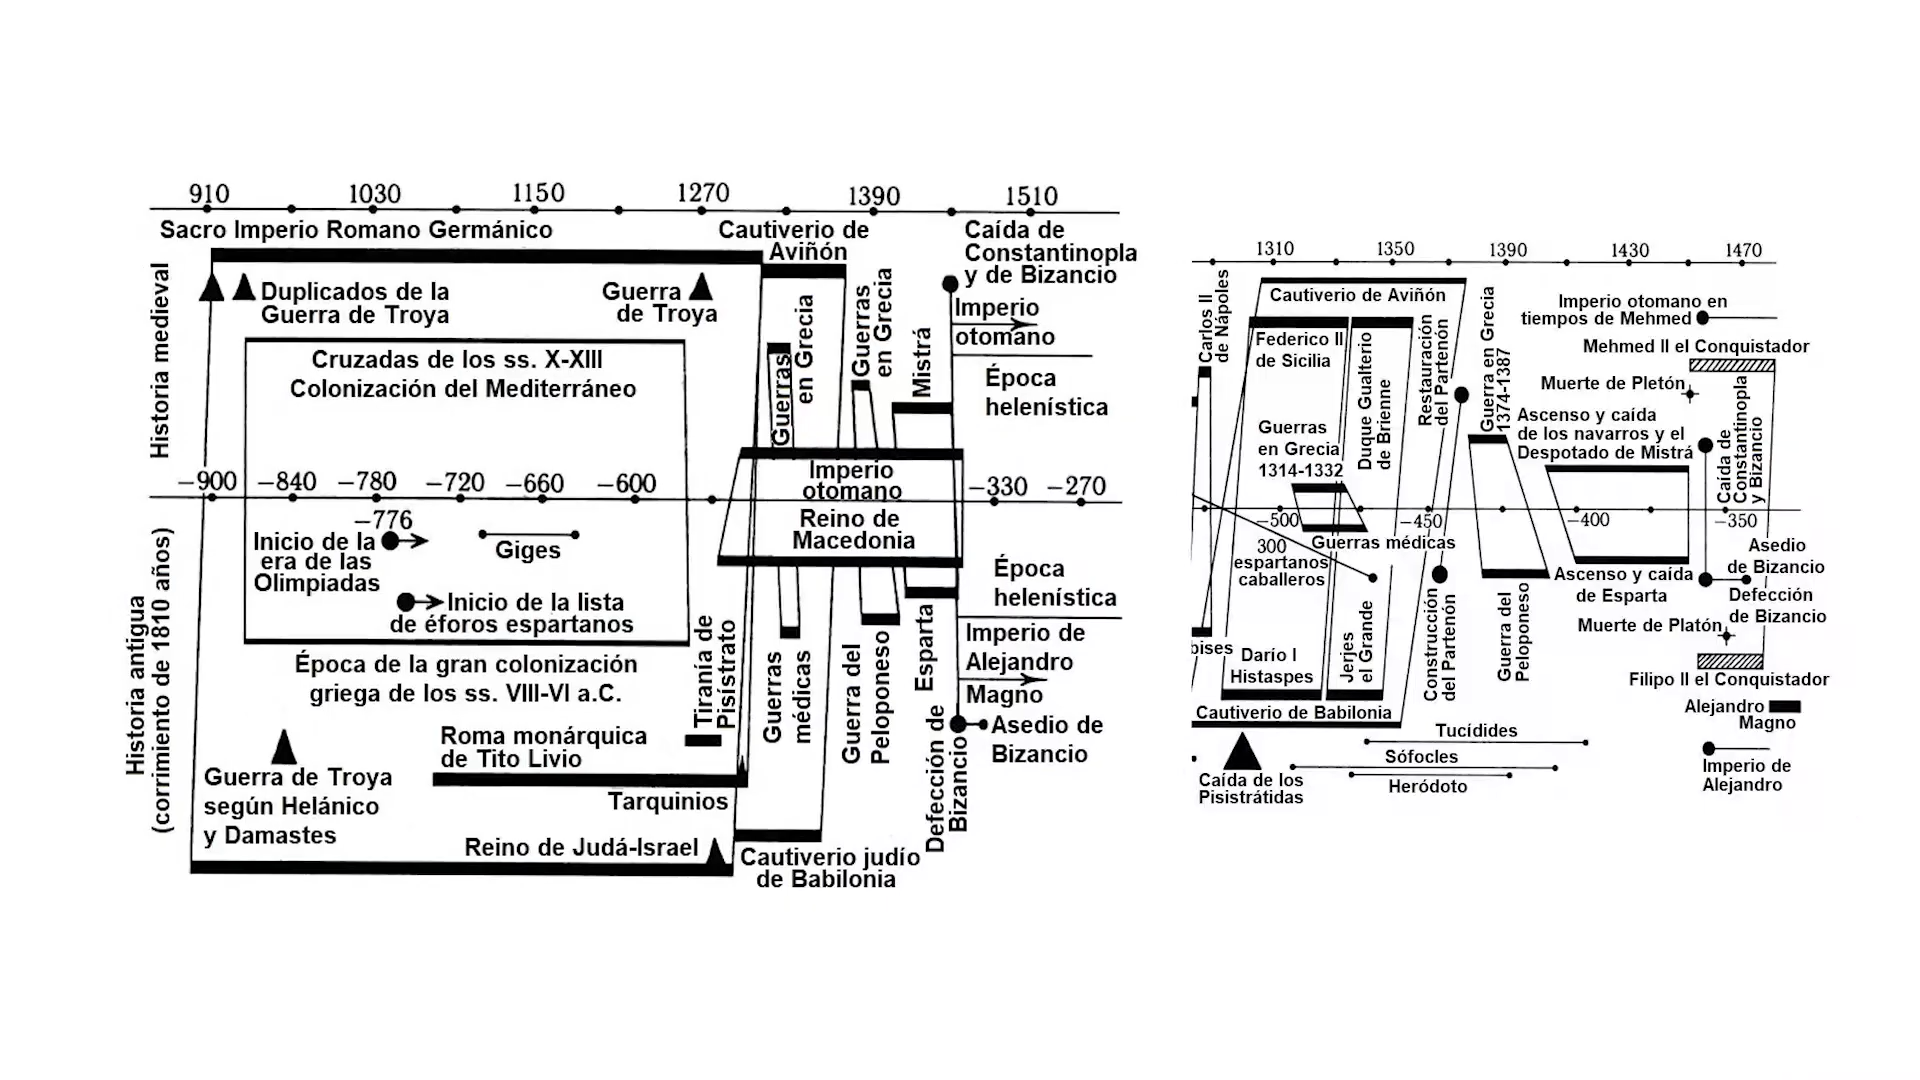 910 1030 1150 1270 1390 1510
Sacro Imperio Romano Germánico
Cautiverio de
Aviñón
Caída de
Constantinopla
y de Bizancio
Historia medieval
Duplicados de la
Guerra de Troya
Guerra
de Troya
Guerras
en Grecia
Guerras
en Grecia
Mistrá
Imperio
otomano
Época
helenística
Cruzadas de los ss. X-XIII
Colonización del Mediterráneo
Imperio
otomano
−900 −840 −780 −720 −660 −600 −330 −270
−776
Reino de
Macedonia
Inicio de la
era de las
Olimpiadas
Giges
Inicio de la lista
de éforos espartanos
Época
helenística
Historia antigua
(corrimiento de 1810 años)
Época de la gran colonización
griega de los ss. VIII-VI a.C.
Tiranía de
Pisístrato
Guerras
médicas
Guerra del
Peloponeso
Esparta
Imperio de
Alejandro
Magno
Defección de
Bizancio
Asedio de
Bizancio
Guerra de Troya
según Helánico
y Damastes
Roma monárquica
de Tito Livio
Tarquinios
Reino de Judá-Israel
Cautiverio judío
de Babilonia
1310 1350 1390 1430 1470
Carlos II
de Nápoles
Cautiverio de Aviñón
Federico II
de Sicilia
Duque Gualterio
de Brienne
Restauración
del Partenón
Guerra en Grecia
1374-1387
Imperio otomano en
tiempos de Mehmed
Mehmed II el Conquistador
Muerte de Pletón
Ascenso y caída
de los navarros y el
Despotado de Mistrá
Caída de
Constantinopla
y Bizancio
Guerras
en Grecia
1314-1332
−500 −450 −400 −350
300
espartanos
caballeros
Guerras médicas
bises
Darío I
Histaspes
Jerjes
el Grande
Construcción
del Partenón
Guerra del
Peloponeso
Ascenso y caída
de Esparta
Asedio
de Bizancio
Defección
de Bizancio
Muerte de Platón
Filipo II el Conquistador
Alejandro
Magno
Cautiverio de Babilonia
Tucídides
Sófocles
Heródoto
Caída de los
Pisistrátidas
Imperio de
Alejandro